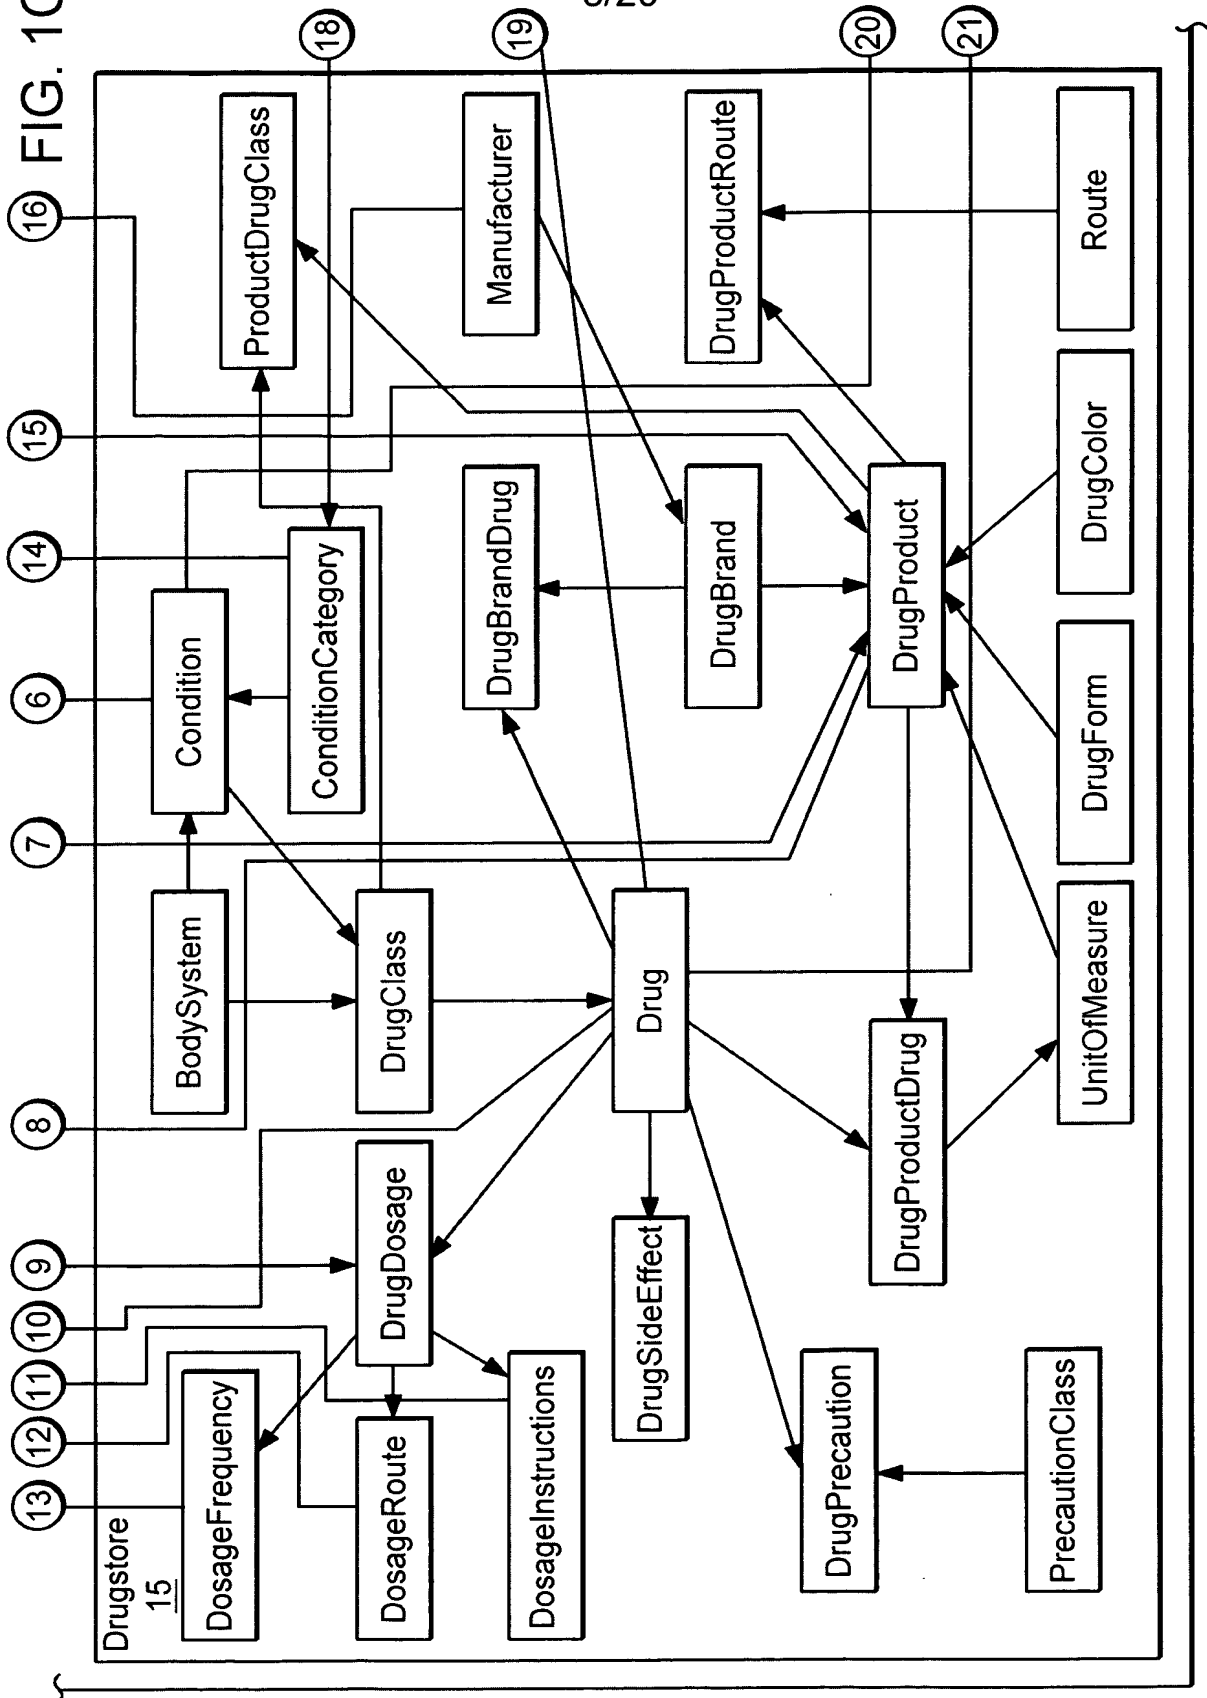 FIG. 1C
13
12
11
10
9
8
7
6
14
15
16
Drugstore
15
DosageFrequency
BodySystem
Condition
ProductDrugClass
18
DosageRoute
DrugDosage
DrugClass
ConditionCategory
DosageInstructions
DrugBrandDrug
Manufacturer
19
DrugSideEffect
Drug
DrugBrand
DrugProductRoute
DrugPrecaution
DrugProductDrug
DrugProduct
20
21
PrecautionClass
UnitOfMeasure
DrugForm
DrugColor
Route